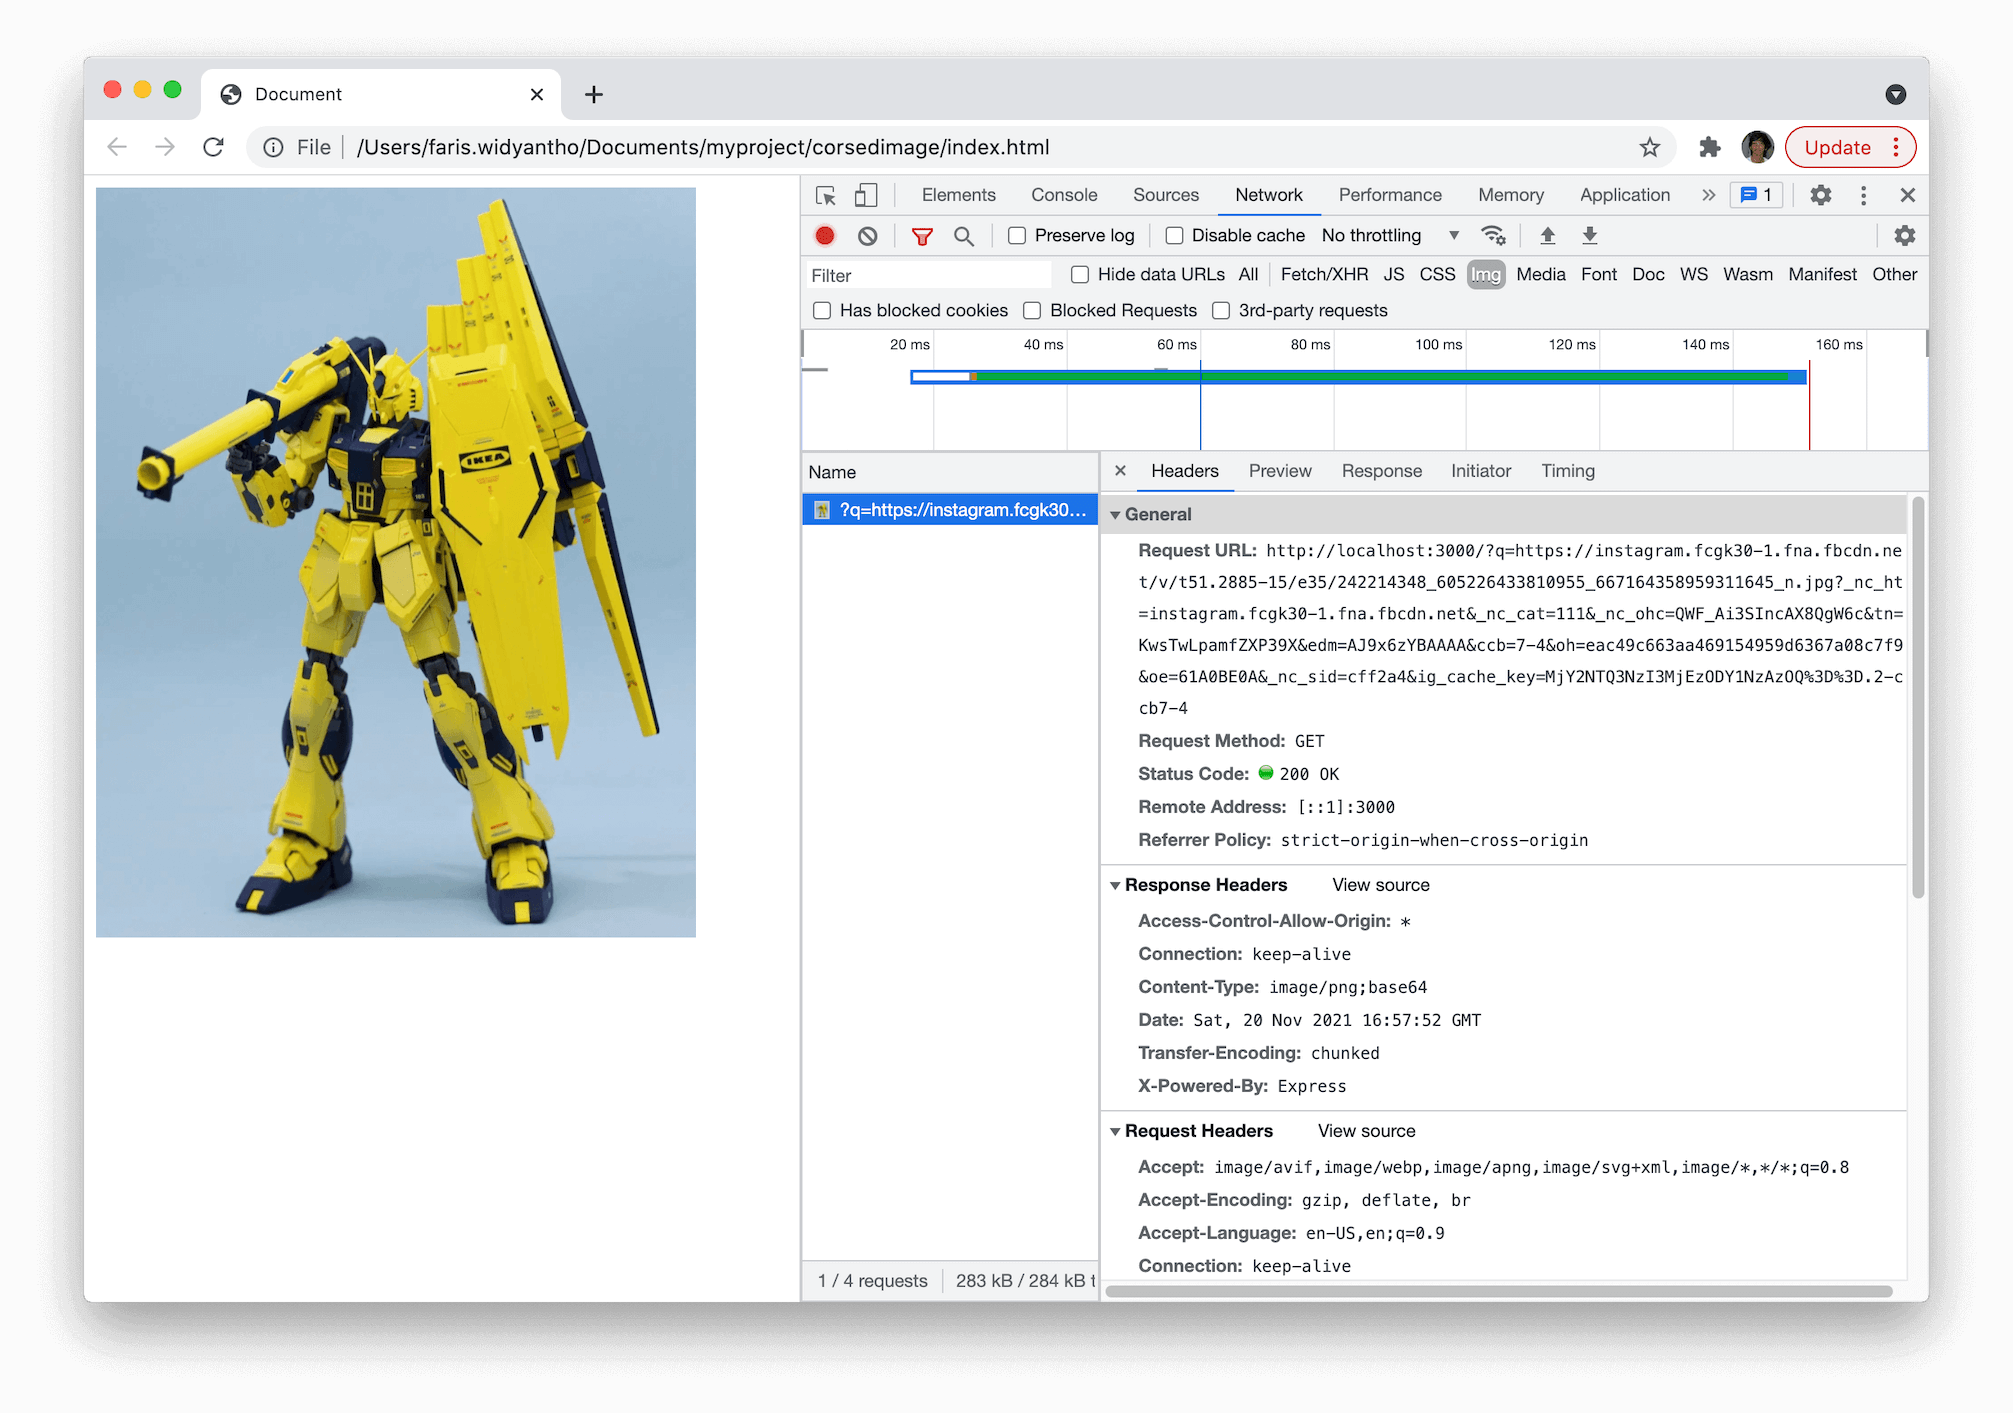 Document
File
/Users/faris.widyantho/Documents/myproject/corsedimage/index.html
Update
IKEA
Elements Console Sources Network Performance Memory Application » 1
Preserve log Disable cache No throttling
Filter Hide data URLs All Fetch/XHR JS CSS Img Media Font Doc WS Wasm Manifest Other
Has blocked cookies Blocked Requests 3rd-party requests
20 ms 40 ms 60 ms 80 ms 100 ms 120 ms 140 ms 160 ms
Name
?q=https://instagram.fcgk30...
1 / 4 requests 283 kB / 284 kB t
Headers Preview Response Initiator Timing
General
Request URL: http://localhost:3000/?q=https://instagram.fcgk30-1.fna.fbcdn.ne
t/v/t51.2885-15/e35/242214348_605226433810955_667164358959311645_n.jpg?_nc_ht
=instagram.fcgk30-1.fna.fbcdn.net&_nc_cat=111&_nc_ohc=QWF_Ai3SIncAX8QgW6c&tn=
KwsTwLpamfZXP39X&edm=AJ9x6zYBAAAA&ccb=7-4&oh=eac49c663aa469154959d6367a08c7f9
&oe=61A0BE0A&_nc_sid=cff2a4&ig_cache_key=MjY2NTQ3NzI3MjEzODY1NzAzOQ%3D%3D.2-c
cb7-4
Request Method: GET
Status Code: 200 OK
Remote Address: [::1]:3000
Referrer Policy: strict-origin-when-cross-origin
Response Headers View source
Access-Control-Allow-Origin: *
Connection: keep-alive
Content-Type: image/png;base64
Date: Sat, 20 Nov 2021 16:57:52 GMT
Transfer-Encoding: chunked
X-Powered-By: Express
Request Headers View source
Accept: image/avif,image/webp,image/apng,image/svg+xml,image/*,*/*;q=0.8
Accept-Encoding: gzip, deflate, br
Accept-Language: en-US,en;q=0.9
Connection: keep-alive